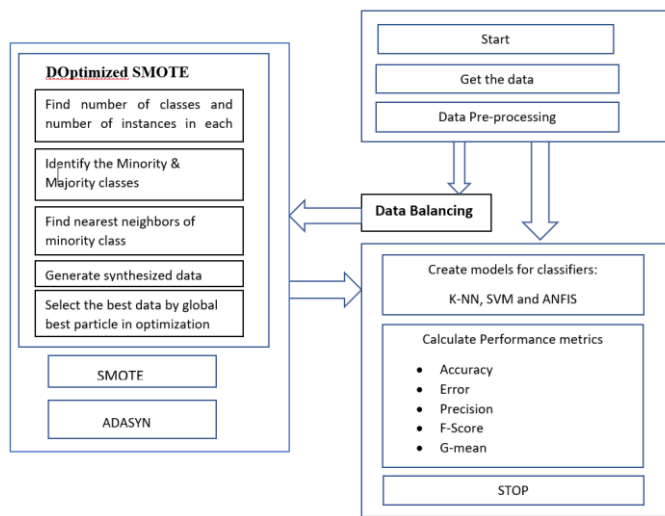 Start
Get the data
Data Pre-processing
Data Balancing
DOptimized SMOTE
Find number of classes and
number of instances in each
Identify the Minority &
Majority classes
Find nearest neighbors of
minority class
Generate synthesized data
Select the best data by global
best particle in optimization
SMOTE
ADASYN
Create models for classifiers:
K-NN, SVM and ANFIS
Calculate Performance metrics
• Accuracy
• Error
• Precision
• F-Score
• G-mean
STOP